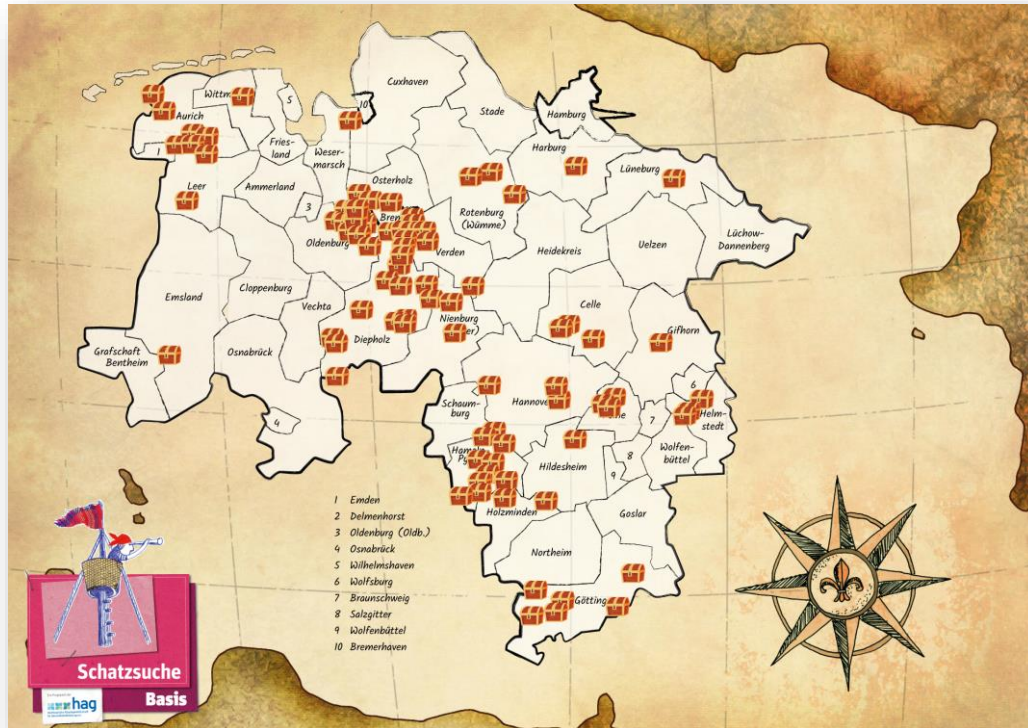 Cuxhaven
Wittm
5
10
Stade
Hamburg
Aurich
Harburg
1
Fries-
land
Weser-
marsch
Lüneburg
Osterholz
Leer
Ammerland
3
Rotenburg
(Wümme)
Oldenburg
Verden
Heidekreis
Uelzen
Lüchow-
Dannenberg
Emsland
Cloppenburg
Vechta
Celle
Nienburg
Gifhorn
Diepholz
Grafschaft
Bentheim
Osnabrück
Schaum-
burg
Hannove
6
Helm-
stedt
7
4
Wolfen-
büttel
8
Hildesheim
9
Holzminden
Goslar
Northeim
Götting
1 Emden
2 Delmenhorst
3 Oldenburg (Oldb.)
4 Osnabrück
5 Wilhelmshaven
6 Wolfsburg
7 Braunschweig
8 Salzgitter
9 Wolfenbüttel
10 Bremerhaven
Schatzsuche
Basis
hag